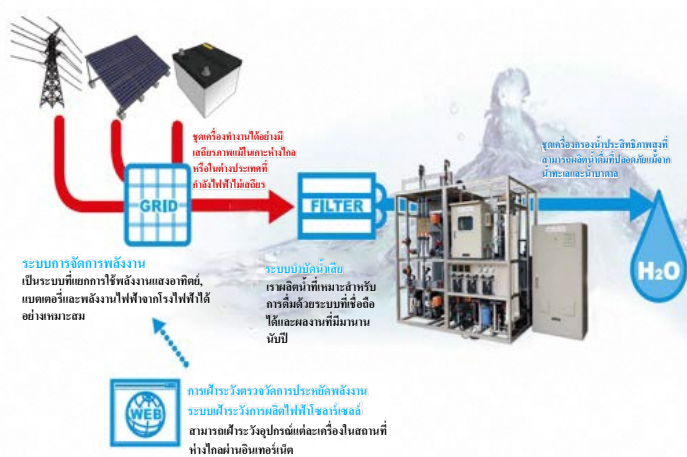 ชุดเครื่องทำงานได้อย่างมี
เสถียรภาพแม้ในเกาะห่างไกล
หรือในต่างประเทศที่
กำลังไฟฟ้าไม่เสถียร
ชุดเครื่องกรองน้ำประสิทธิภาพสูงที่
สามารถผลิตน้ำดื่มที่ปลอดภัยแม้จาก
น้ำทะเลและน้ำบาดาล
GRID
FILTER
H₂O
ระบบการจัดการพลังงาน
เป็นระบบที่แยกการใช้พลังงานแสงอาทิตย์,
แบตเตอรี่และพลังงานไฟฟ้าจากโรงไฟฟ้าได้
อย่างเหมาะสม
ระบบบำบัดน้ำเสีย
เราผลิตน้ำที่เหมาะสำหรับ
การดื่มด้วยระบบที่เชื่อถือ
ได้และผลงานที่มีมานาน
นับปี
WEB
การเฝ้าระวังตรวจวัดการประหยัดพลังงาน
ระบบเฝ้าระวังการผลิตไฟฟ้าโซลาร์เซลล์
สามารถเฝ้าระวังอุปกรณ์แต่ละเครื่องในสถานที่
ห่างไกลผ่านอินเทอร์เน็ต